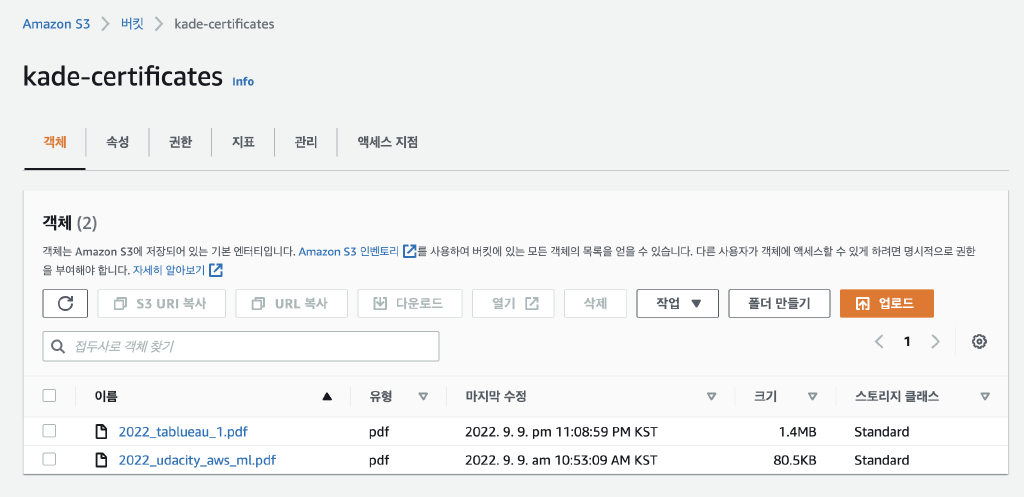 Amazon S3 > 버킷 > kade-certificates
kade-certificates Info
객체 속성 권한 지표 관리 액세스 지점
객체 (2)
객체는 Amazon S3에 저장되어 있는 기본 엔터티입니다. Amazon S3 인벤토리 를 사용하여 버킷에 있는 모든 객체의 목록을 얻을 수 있습니다. 다른 사용자가 객체에 액세스할 수 있게 하려면 명시적으로 권한
을 부여해야 합니다. 자세히 알아보기
S3 URI 복사 URL 복사 다운로드 열기 삭제 작업 폴더 만들기 업로드
접두사로 객체 찾기 1
이름 유형 마지막 수정 크기 스토리지 클래스
2022_tablueau_1.pdf pdf 2022. 9. 9. pm 11:08:59 PM KST 1.4MB Standard
2022_udacity_aws_ml.pdf pdf 2022. 9. 9. am 10:53:09 AM KST 80.5KB Standard